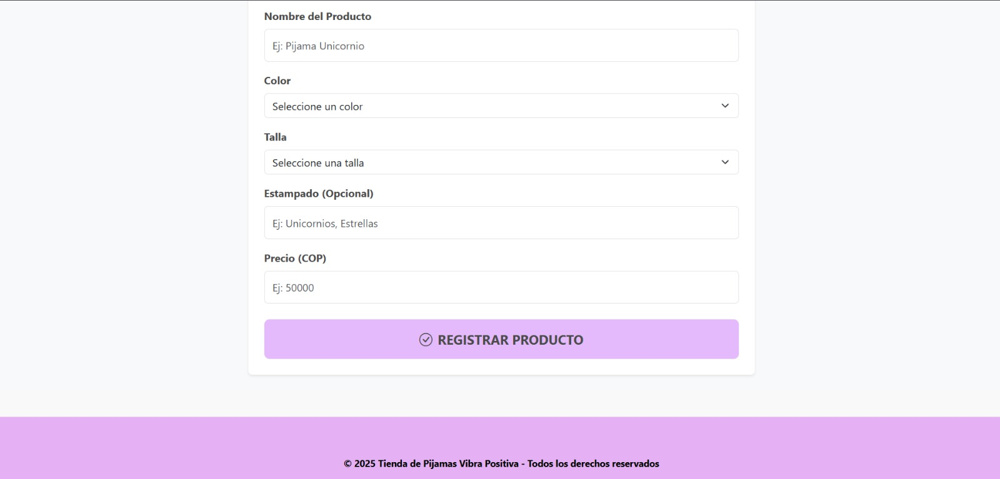 Nombre del Producto
Ej: Pijama Unicornio
Color
Seleccione un color
Talla
Seleccione una talla
Estampado (Opcional)
Ej: Unicornios, Estrellas
Precio (COP)
Ej: 50000
REGISTRAR PRODUCTO
© 2025 Tienda de Pijamas Vibra Positiva - Todos los derechos reservados